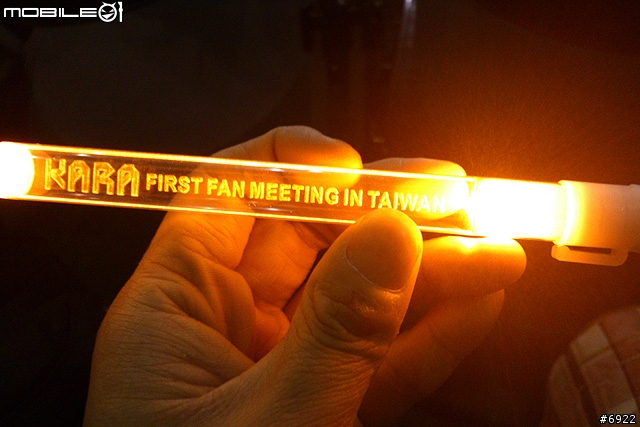 MOBILE01
KARA FIRST FAN MEETING IN TAIWAN
#6922